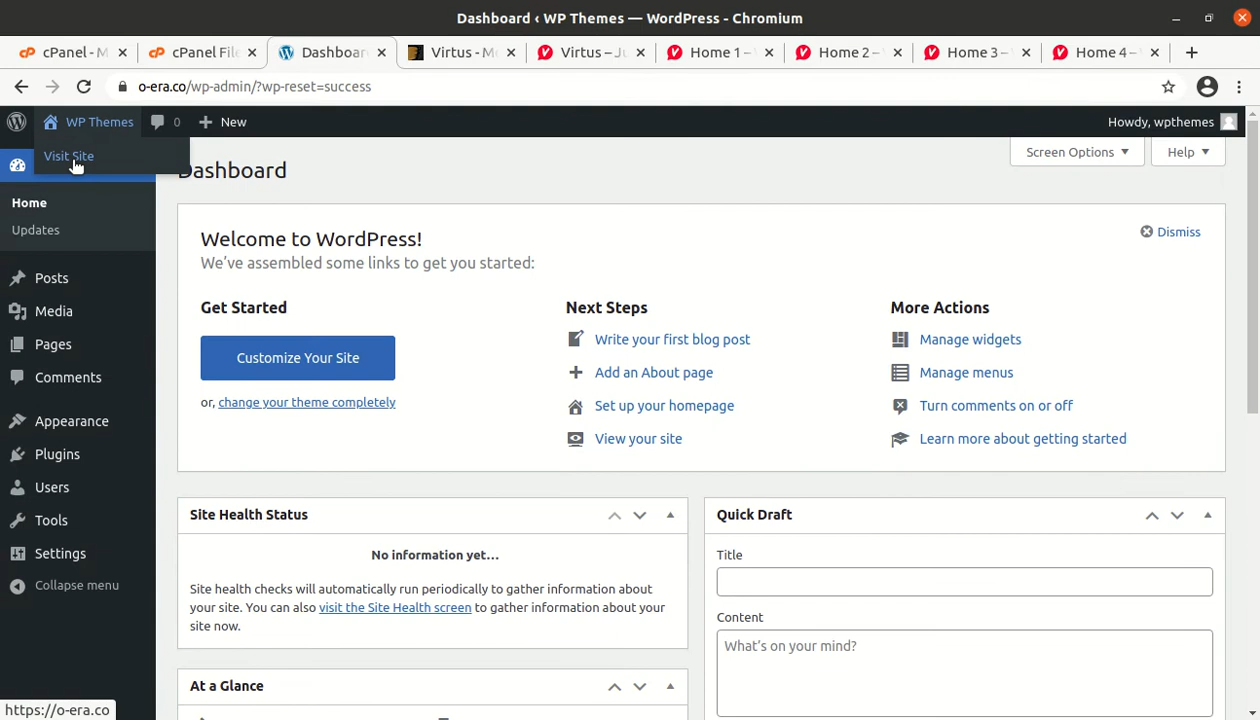 Dashboard ‹ WP Themes — WordPress - Chromium
cPanel - M
cPanel File
Dashboar
Virtus - Mo
Virtus – Ju
Home 1 –
Home 2 –
Home 3 –
Home 4 –
o-era.co/wp-admin/?wp-reset=success
WP Themes
0
New
Howdy, wpthemes
Visit Site
Dashboard
Screen Options
Help
Home
Updates
Posts
Media
Pages
Comments
Appearance
Plugins
Users
Tools
Settings
Collapse menu
Welcome to WordPress!
Dismiss
We've assembled some links to get you started:
Get Started
Customize Your Site
or, change your theme completely
Next Steps
Write your first blog post
Add an About page
Set up your homepage
View your site
More Actions
Manage widgets
Manage menus
Turn comments on or off
Learn more about getting started
Site Health Status
No information yet…
Site health checks will automatically run periodically to gather information about
your site. You can also visit the Site Health screen to gather information about your
site now.
At a Glance
Quick Draft
Title
Content
What's on your mind?
https://o-era.co